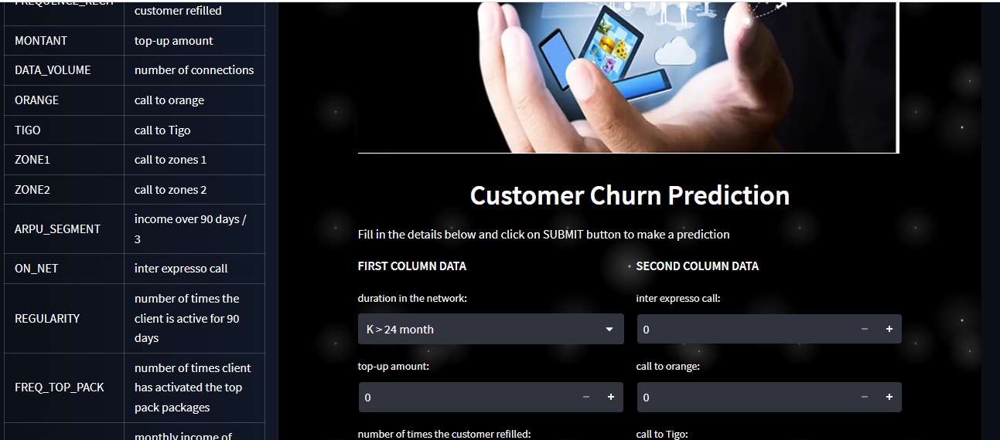 FREQUENCE_RECH
customer refilled
MONTANT
top-up amount
DATA_VOLUME
number of connections
ORANGE
call to orange
TIGO
call to Tigo
ZONE1
call to zones 1
ZONE2
call to zones 2
ARPU_SEGMENT
income over 90 days /
3
ON_NET
inter expresso call
REGULARITY
number of times the
client is active for 90
days
FREQ_TOP_PACK
number of times client
has activated the top
pack packages
monthly income of
Customer Churn Prediction
Fill in the details below and click on SUBMIT button to make a prediction
FIRST COLUMN DATA
duration in the network:
K > 24 month
top-up amount:
0
number of times the customer refilled:
SECOND COLUMN DATA
inter expresso call:
0
call to orange:
0
call to Tigo: